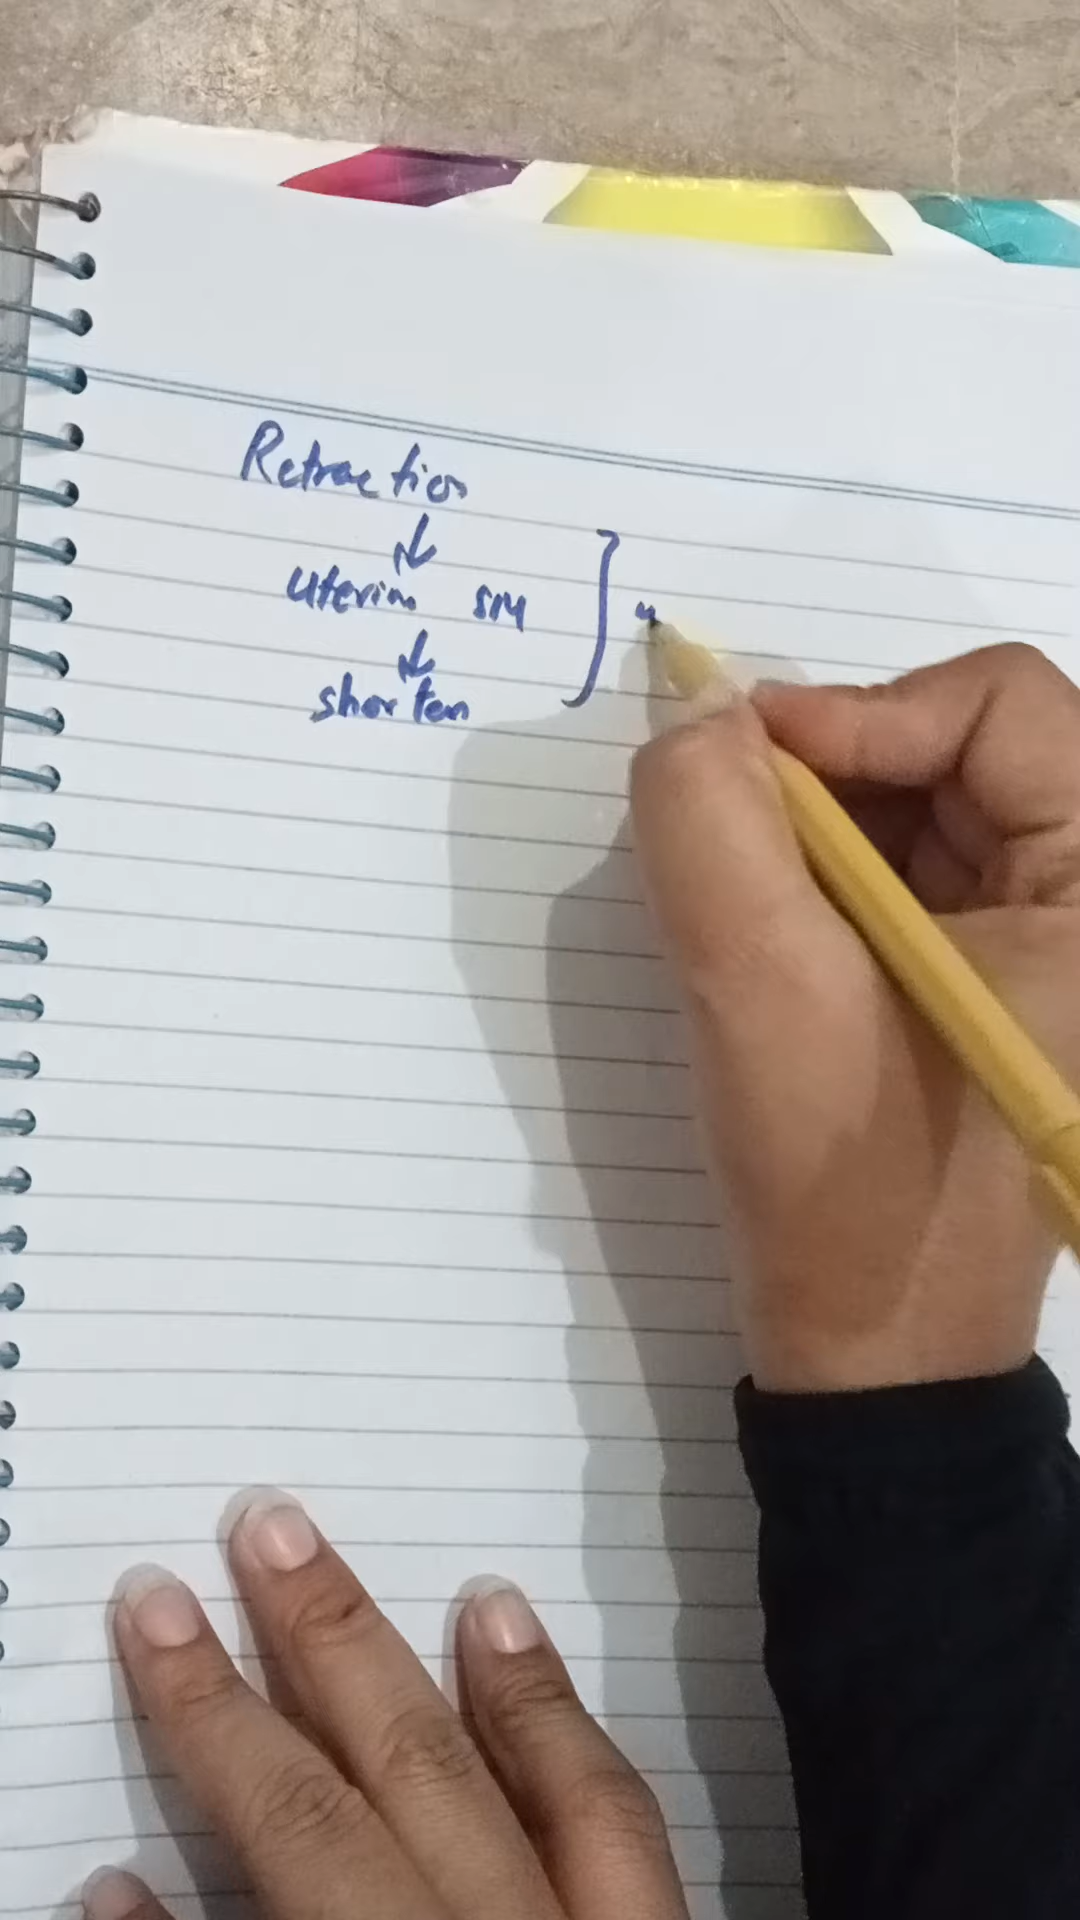 Retraction
↓
Uterine SM
↓
shorten